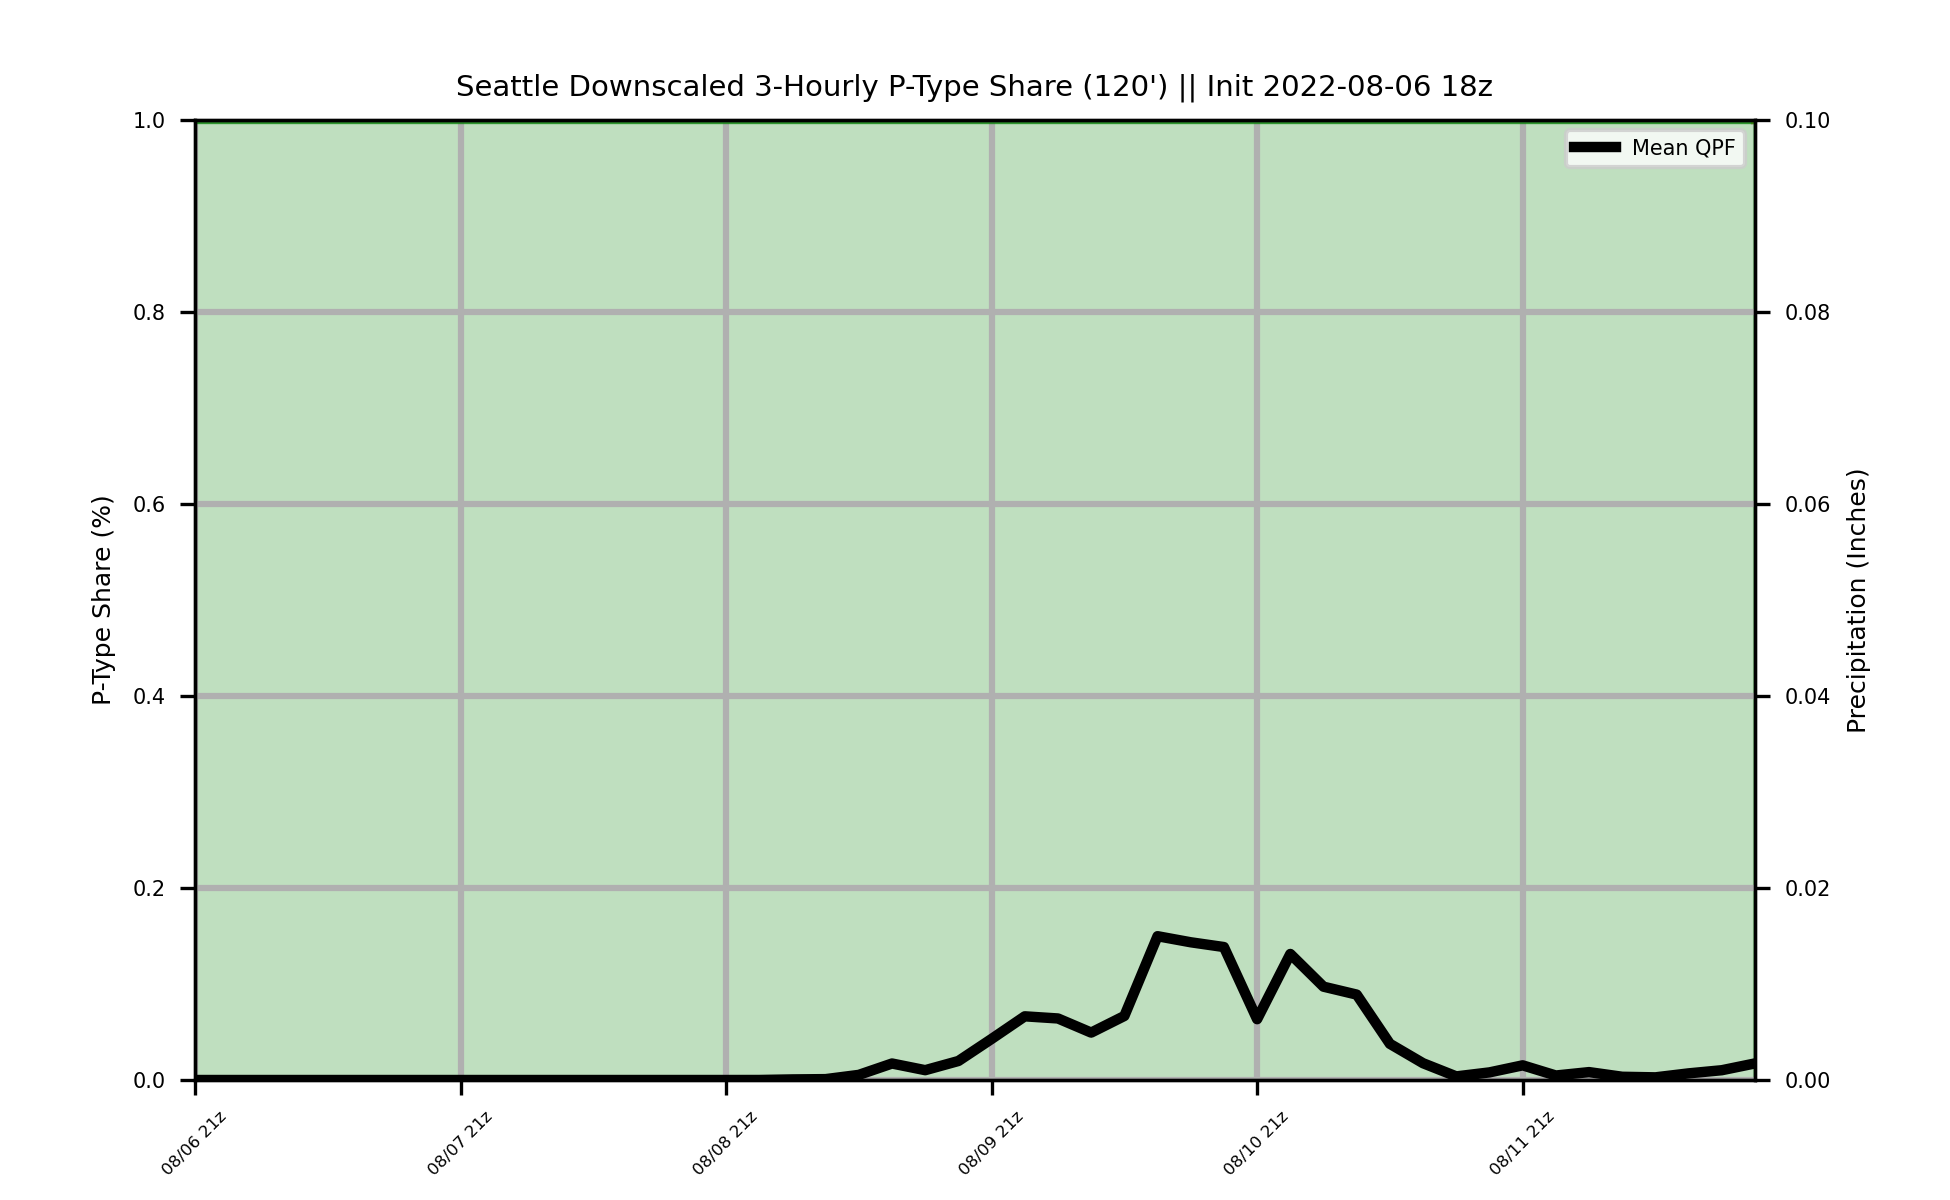 Seattle Downscaled 3-Hourly P-Type Share (120') || Init 2022-08-06 18z
Mean QPF
P-Type Share (%)
1.0
0.8
0.6
0.4
0.2
0.0
0.10
0.08
0.06
0.04
0.02
0.00
Precipitation (Inches)
08/06 21z
08/07 21z
08/08 21z
08/09 21z
08/10 21z
08/11 21z